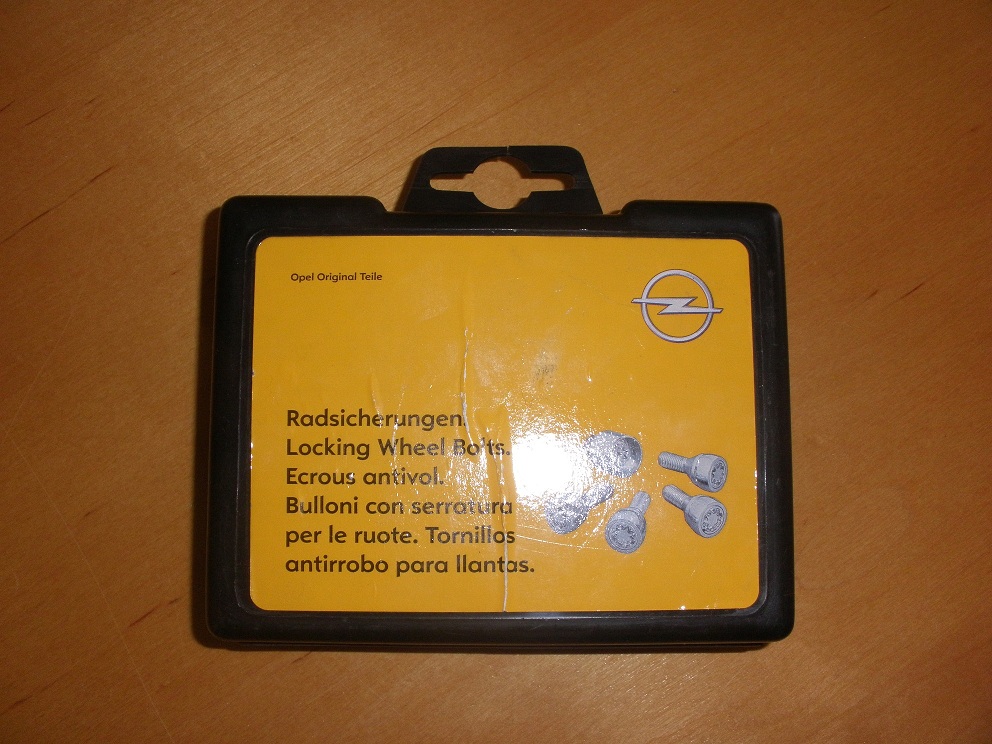 Opel Original Teile
Radsicherungen.
Locking Wheel Bolts.
Ecrous antivol.
Bulloni con serratura
per le ruote. Tornillos
antirrobo para llantas.